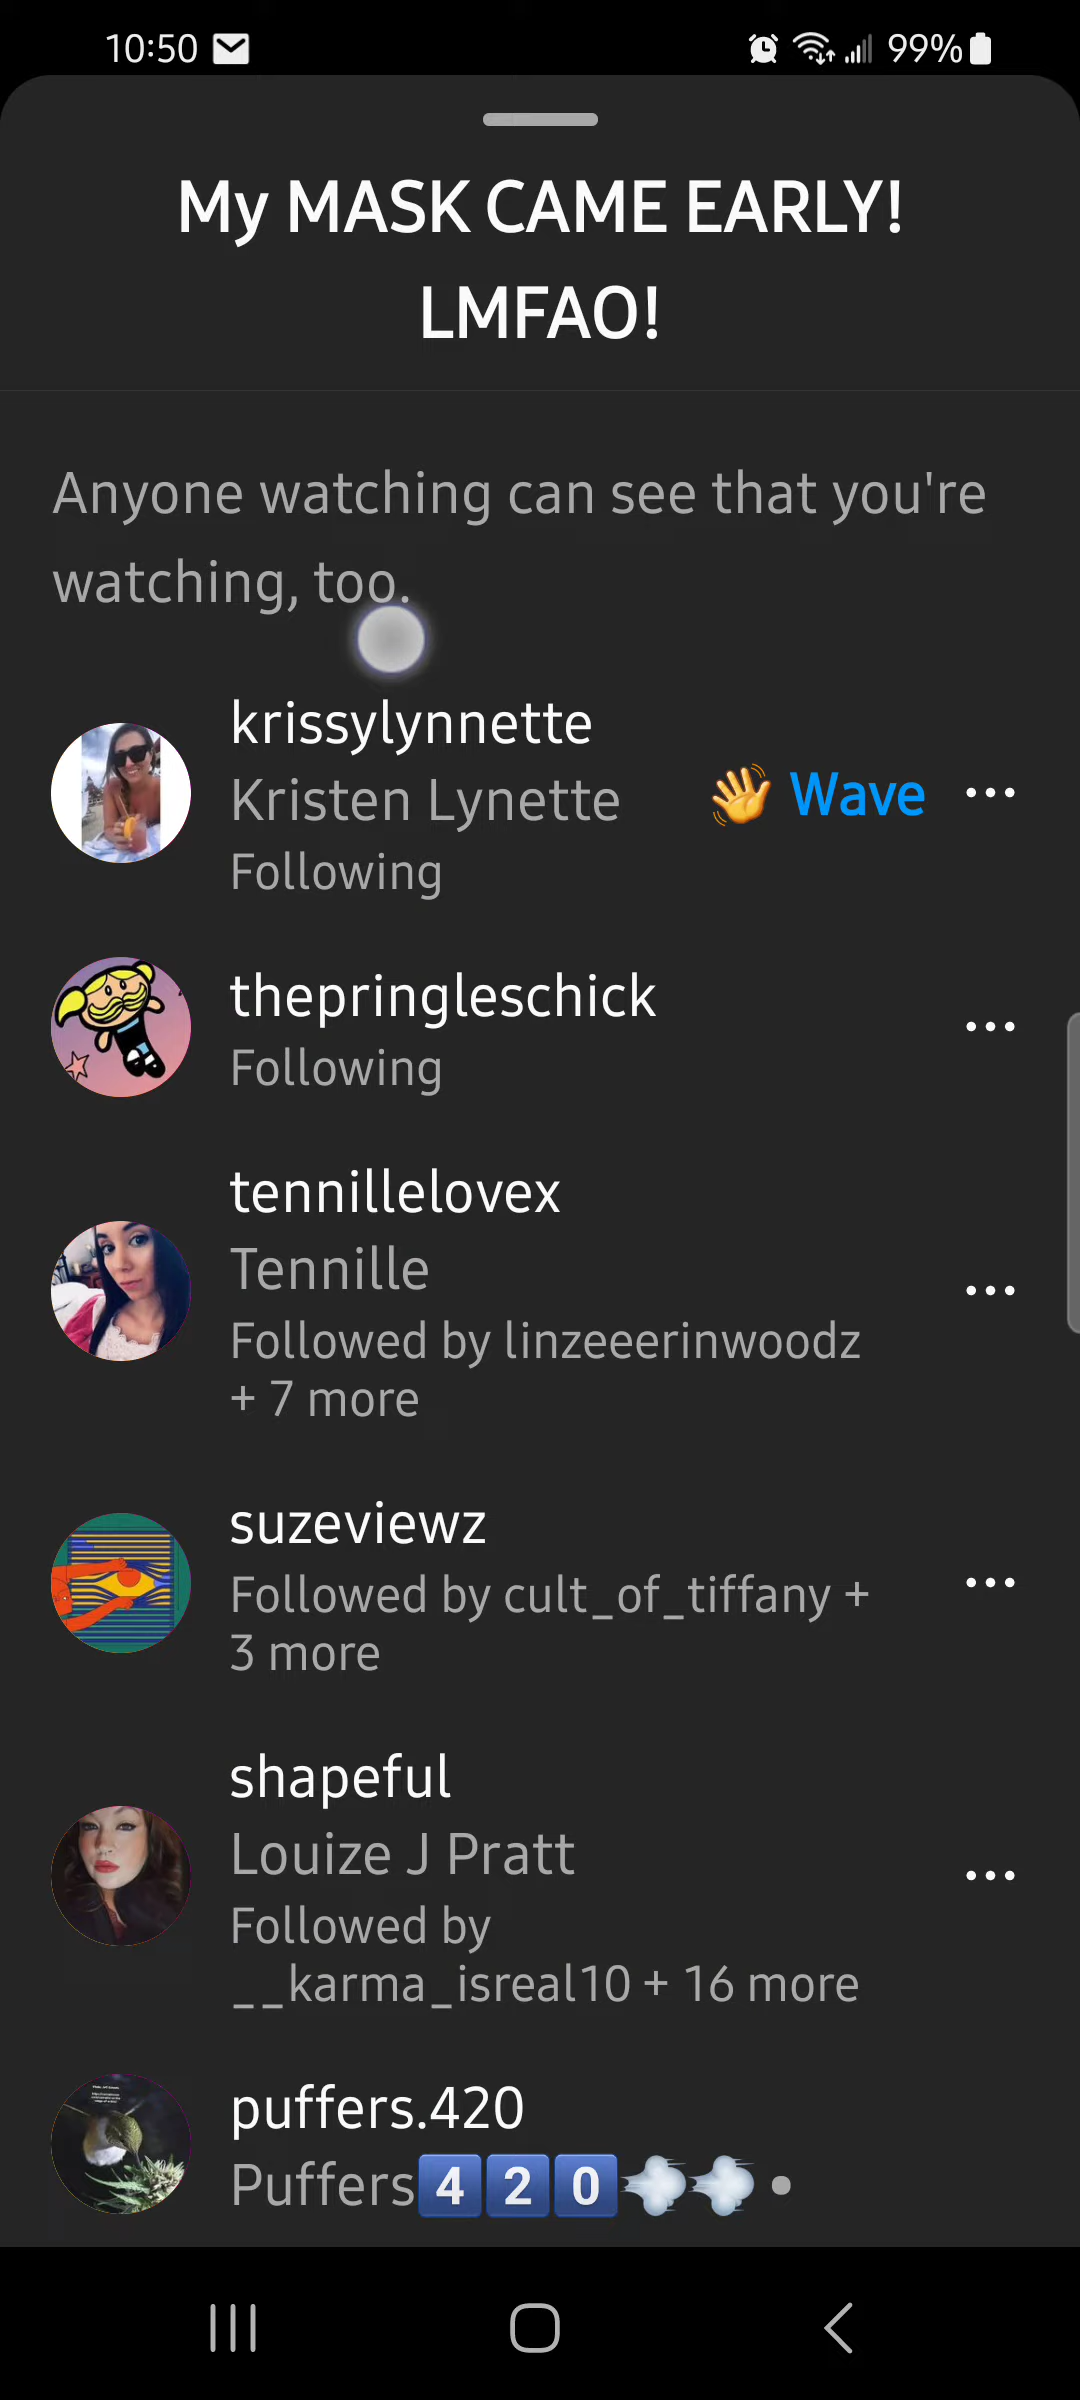 10:50
99%
My MASK CAME EARLY!
LMFAO!
Anyone watching can see that you're
watching, too.
krissylynnette
Kristen Lynette
Following
👋 Wave
thepringleschick
Following
tennillelovex
Tennille
Followed by linzeeerinwoodz
+ 7 more
suzeviewz
Followed by cult_of_tiffany +
3 more
shapeful
Louize J Pratt
Followed by
__karma_isreal10 + 16 more
puffers.420
Puffers4️⃣2️⃣0️⃣💨💨 •